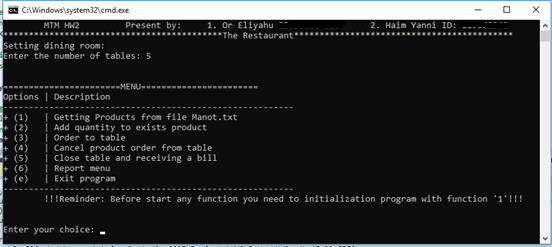 C:\Windows\system32\cmd.exe
MTM HW2 Present by: 1. Or Eliyahu 2. Haim Yanni ID:
************************************************The Restaurant************************************************
Setting dining room:
Enter the number of tables: 5
========================MENU========================
Options | Description
------------------------------------------------------------
+ (1) | Getting Products from file Manot.txt
+ (2) | Add quantity to exists product
+ (3) | Order to table
+ (4) | Cancel product order from table
+ (5) | Close table and receiving a bill
+ (6) | Report menu
+ (e) | Exit program
------------------------------------------------------------
!!!Reminder: Before start any function you need to initialization program with function '1'!!!
Enter your choice: _